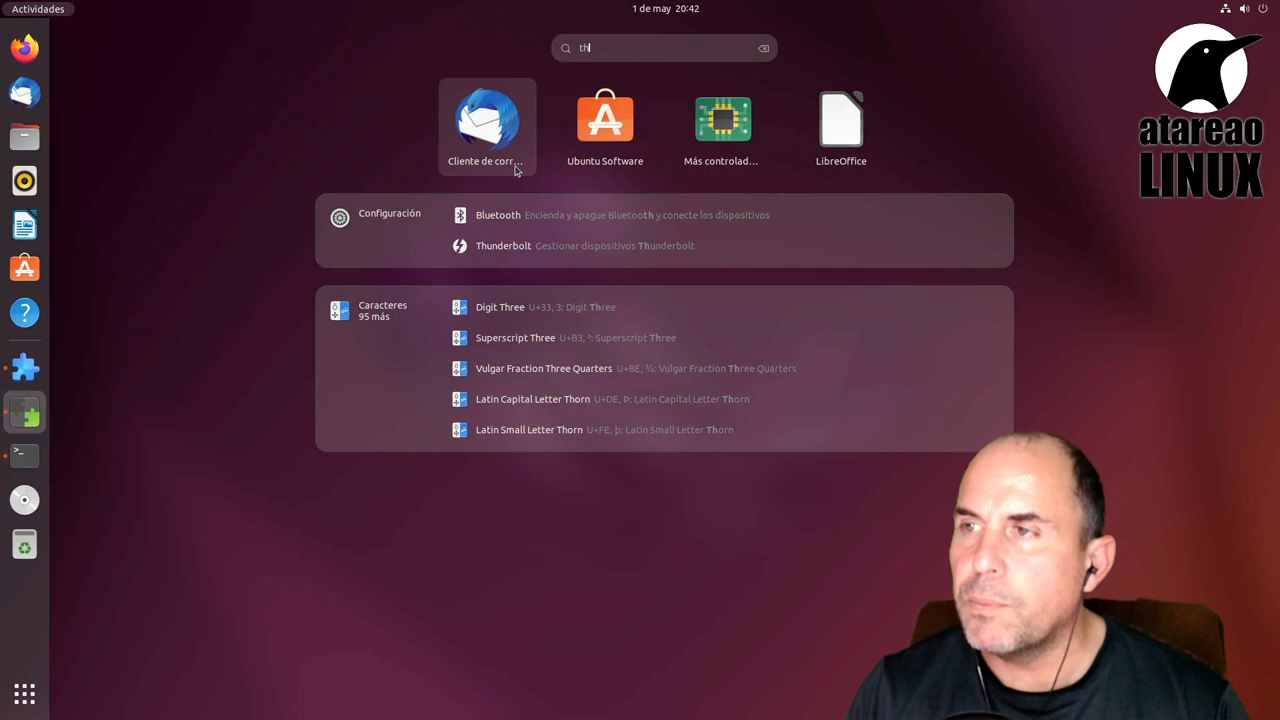 Actividades
1 de may 20:42
th
Cliente de corr...
Ubuntu Software
Más controlad...
LibreOffice
atareao
LINUX
Configuración
Bluetooth Encienda y apague Bluetooth y conecte los dispositivos
Thunderbolt Gestionar dispositivos Thunderbolt
Caracteres
95 más
Digit Three U+33, 3: Digit Three
Superscript Three U+B3, ³: Superscript Three
Vulgar Fraction Three Quarters U+BE, ¾: Vulgar Fraction Three Quarters
Latin Capital Letter Thorn U+DE, Þ: Latin Capital Letter Thorn
Latin Small Letter Thorn U+FE, þ: Latin Small Letter Thorn